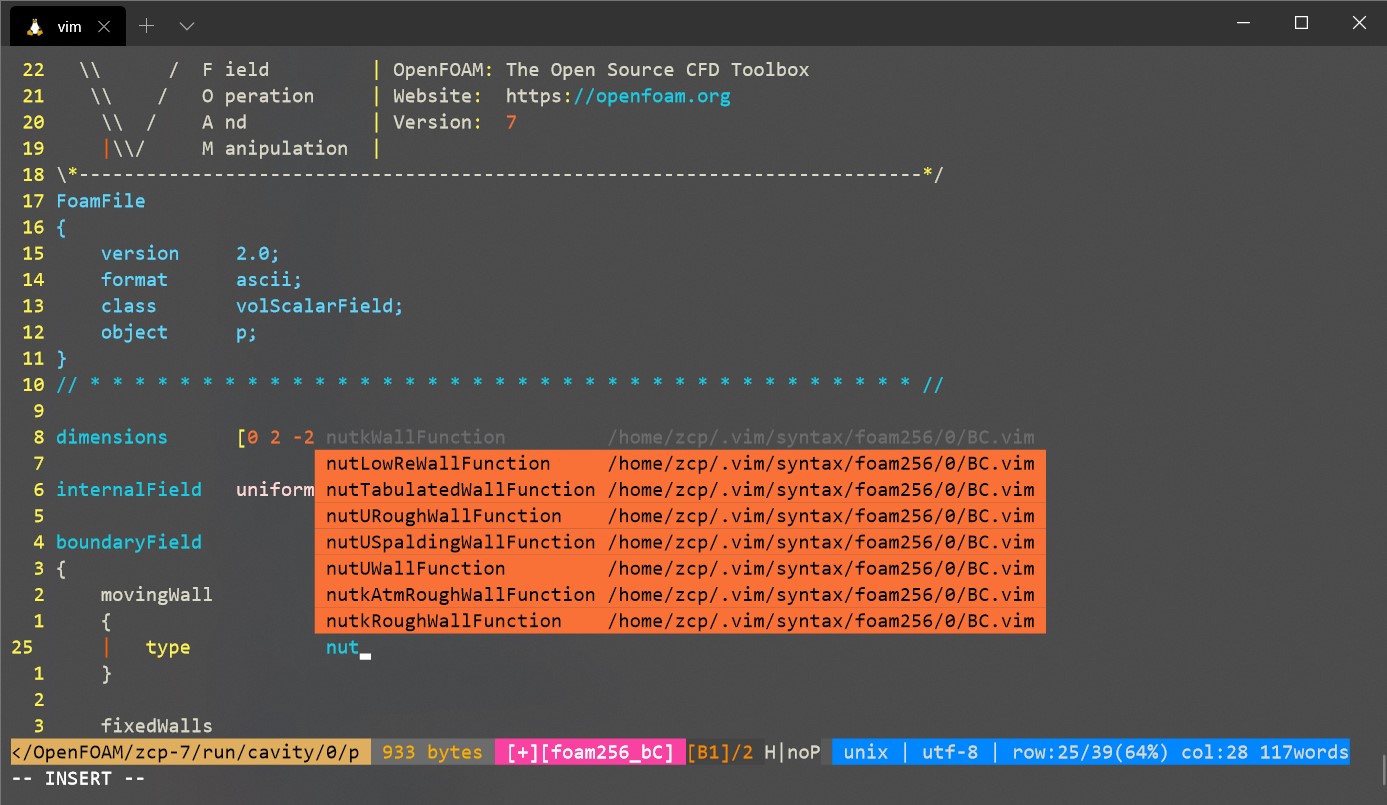 vim
22   \\      /  F ield         | OpenFOAM: The Open Source CFD Toolbox
21    \\    /   O peration     | Website:  https://openfoam.org
20     \\  /    A nd           | Version:  7
19     |\\/     M anipulation  |
18 \*---------------------------------------------------------------------------*/
17 FoamFile
16 {
15     version     2.0;
14     format      ascii;
13     class       volScalarField;
12     object      p;
11 }
10 // * * * * * * * * * * * * * * * * * * * * * * * * * * * * * * * * * * * * * //
9
8 dimensions      [0 2 -2 nutkWallFunction         /home/zcp/.vim/syntax/foam256/0/BC.vim
7                         nutLowReWallFunction     /home/zcp/.vim/syntax/foam256/0/BC.vim
6 internalField   uniform nutTabulatedWallFunction /home/zcp/.vim/syntax/foam256/0/BC.vim
5                         nutURoughWallFunction    /home/zcp/.vim/syntax/foam256/0/BC.vim
4 boundaryField           nutUSpaldingWallFunction /home/zcp/.vim/syntax/foam256/0/BC.vim
3 {                       nutUWallFunction         /home/zcp/.vim/syntax/foam256/0/BC.vim
2     movingWall          nutkAtmRoughWallFunction /home/zcp/.vim/syntax/foam256/0/BC.vim
1     {                   nutkRoughWallFunction    /home/zcp/.vim/syntax/foam256/0/BC.vim
25     |   type            nut
1     }
2
3     fixedWalls
</OpenFOAM/zcp-7/run/cavity/0/p 933 bytes [+][foam256_bC] [B1]/2 H|noP unix | utf-8 | row:25/39(64%) col:28 117words
-- INSERT --